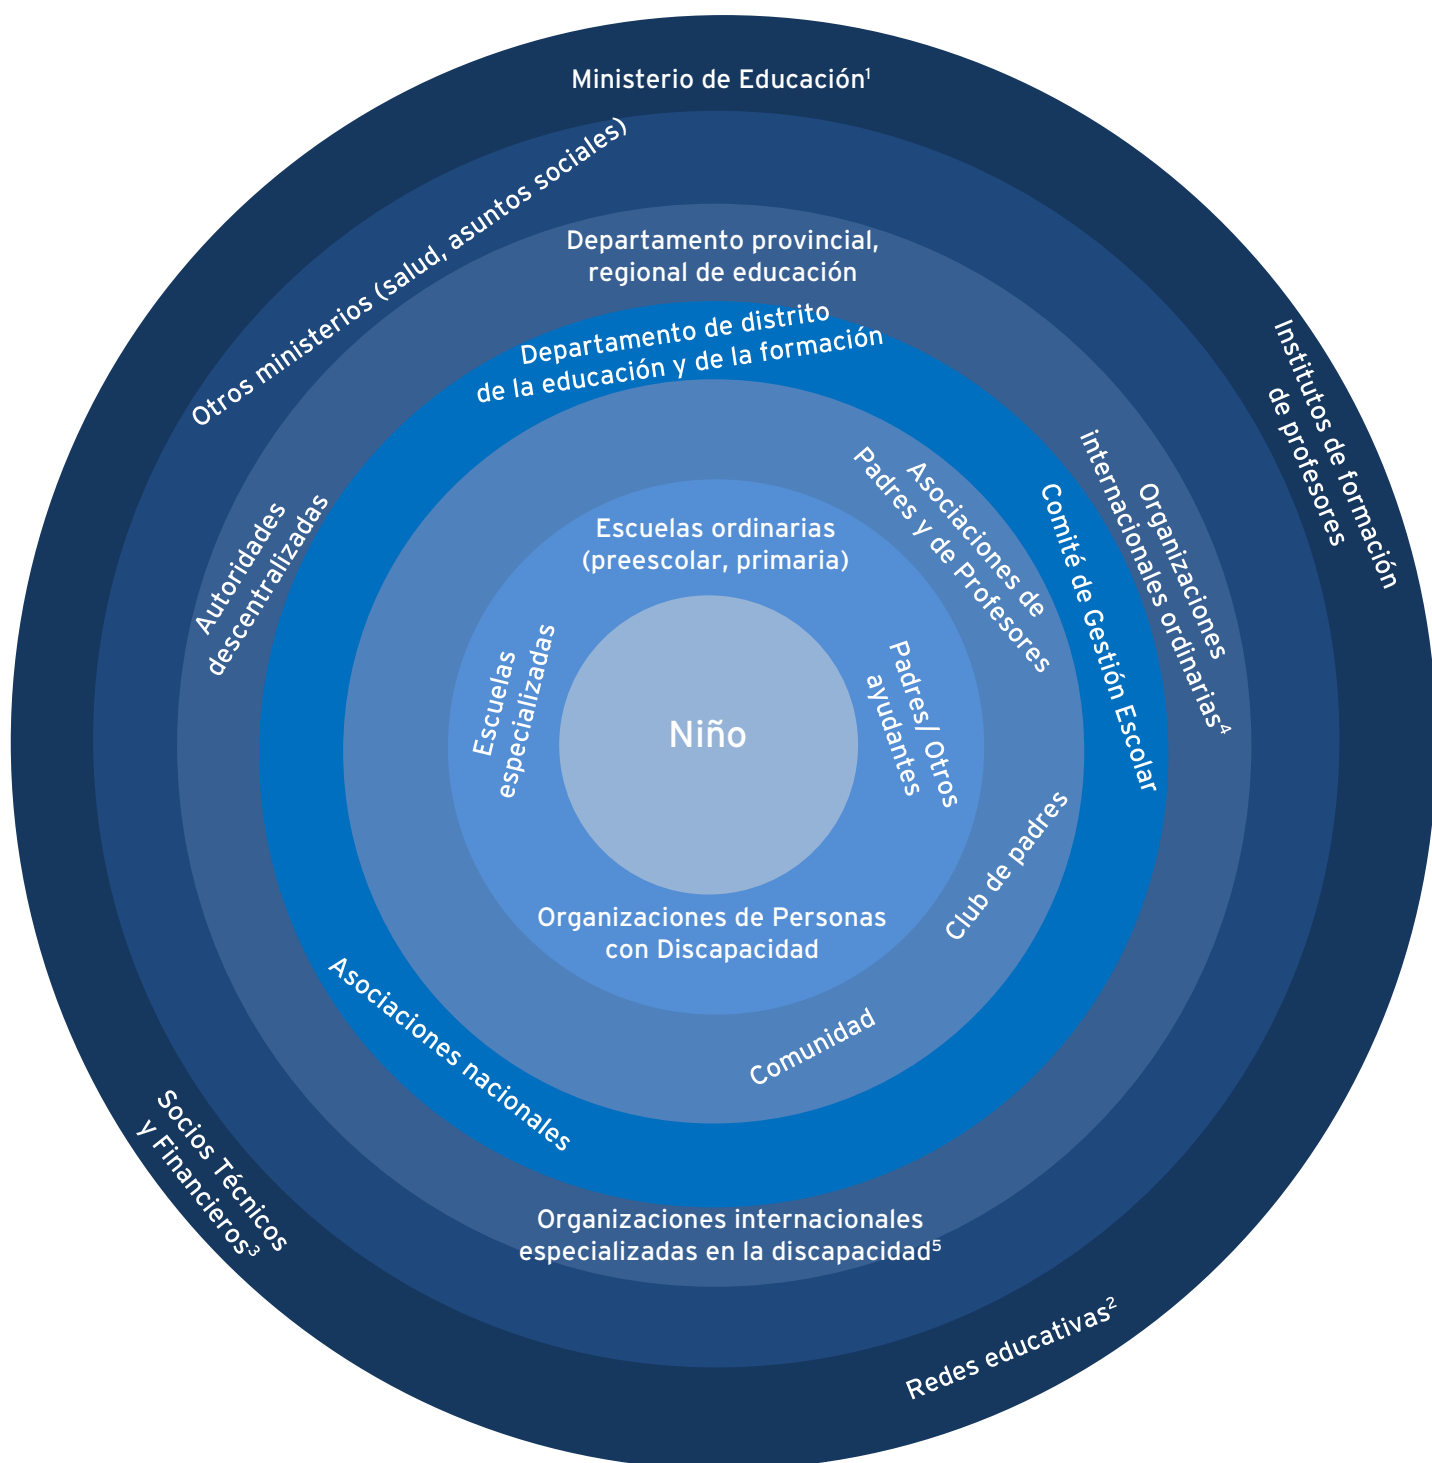 Ministerio de Educación¹
Otros ministerios (salud, asuntos sociales)
Departamento provincial,
regional de educación
Departamento de distrito
de la educación y de la formación
Institutos de formación
de profesores
Organizaciones
internacionales ordinarias⁴
Comité de Gestión Escolar
Asociaciones de
Padres y de Profesores
Autoridades
descentralizadas
Escuelas ordinarias
(preescolar, primaria)
Escuelas
especializadas
Niño
Padres/ Otros
ayudantes
Club de padres
Organizaciones de Personas
con Discapacidad
Comunidad
Asociaciones nacionales
Socios Técnicos
y Financieros³
Organizaciones internacionales
especializadas en la discapacidad⁵
Redes educativas²